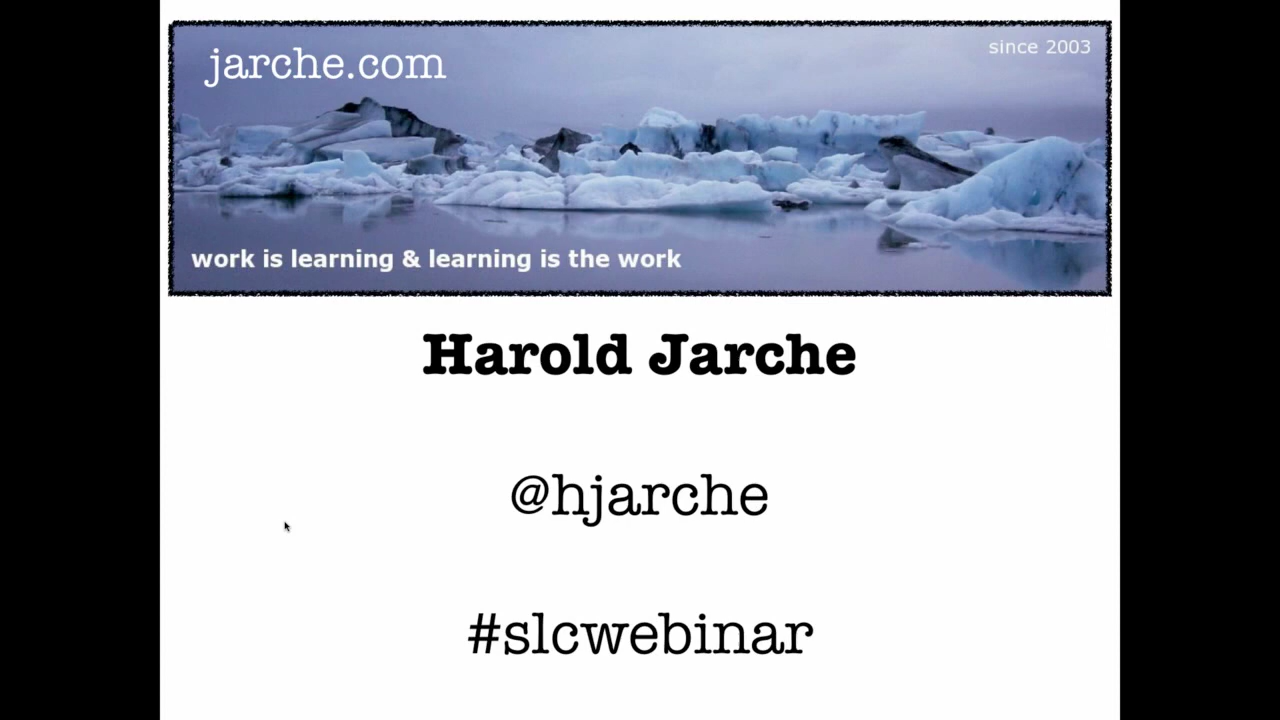 jarche.com
since 2003
work is learning & learning is the work
Harold Jarche
@hjarche
#slcwebinar